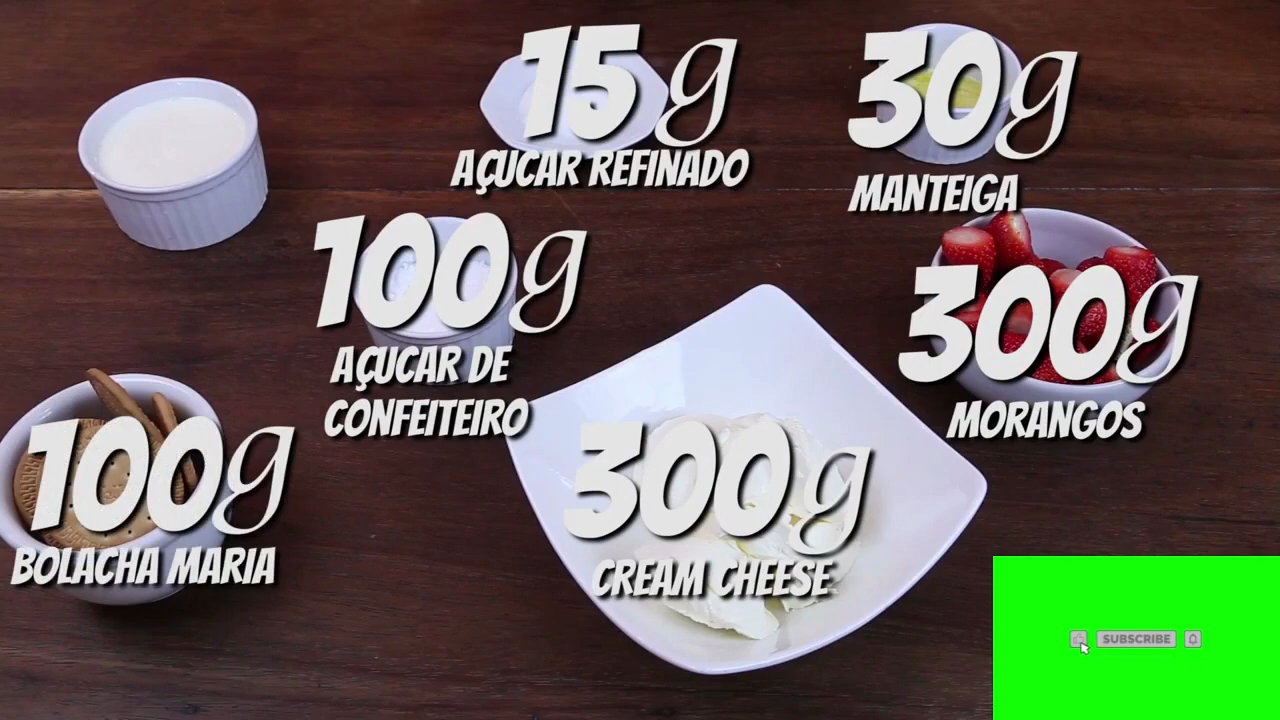 15g
AÇUCAR REFINADO
30g
MANTEIGA
100g
AÇUCAR DE
CONFEITEIRO
300g
MORANGOS
100g
BOLACHA MARIA
300g
CREAM CHEESE
SUBSCRIBE